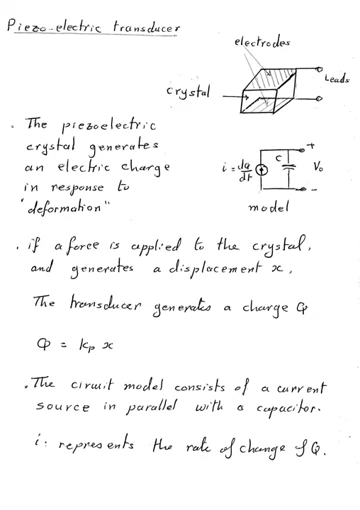 Piezo-electric transducer
electrodes
Leads
crystal
. The piezoelectric
crystal generates
an electric charge
in response to
"deformation"
i = dq/dt
C
+
Vo
-
model
. if a force is applied to the crystal,
and generates a displacement x,
The transducer generates a charge Q
Q = kp x
. The circuit model consists of a current
source in parallel with a capacitor.
i: represents the rate of change of Q.